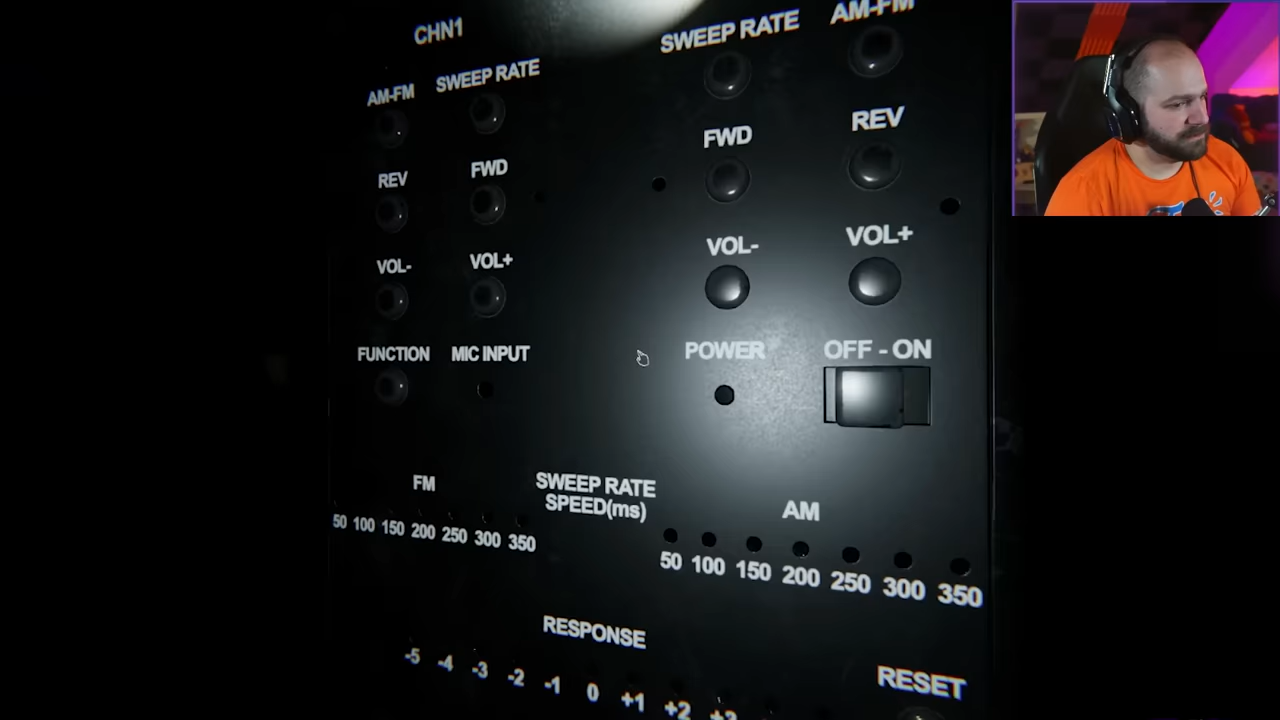 CHN1
SWEEP RATE AM-FM
AM-FM SWEEP RATE
FWD REV
REV FWD
VOL- VOL+
VOL- VOL+
FUNCTION MIC INPUT POWER OFF - ON
FM SWEEP RATE AM
SPEED(ms)
50 100 150 200 250 300 350
50 100 150 200 250 300 350
RESPONSE
-5 -4 -3 -2 -1 0 +1 +2 +3
RESET